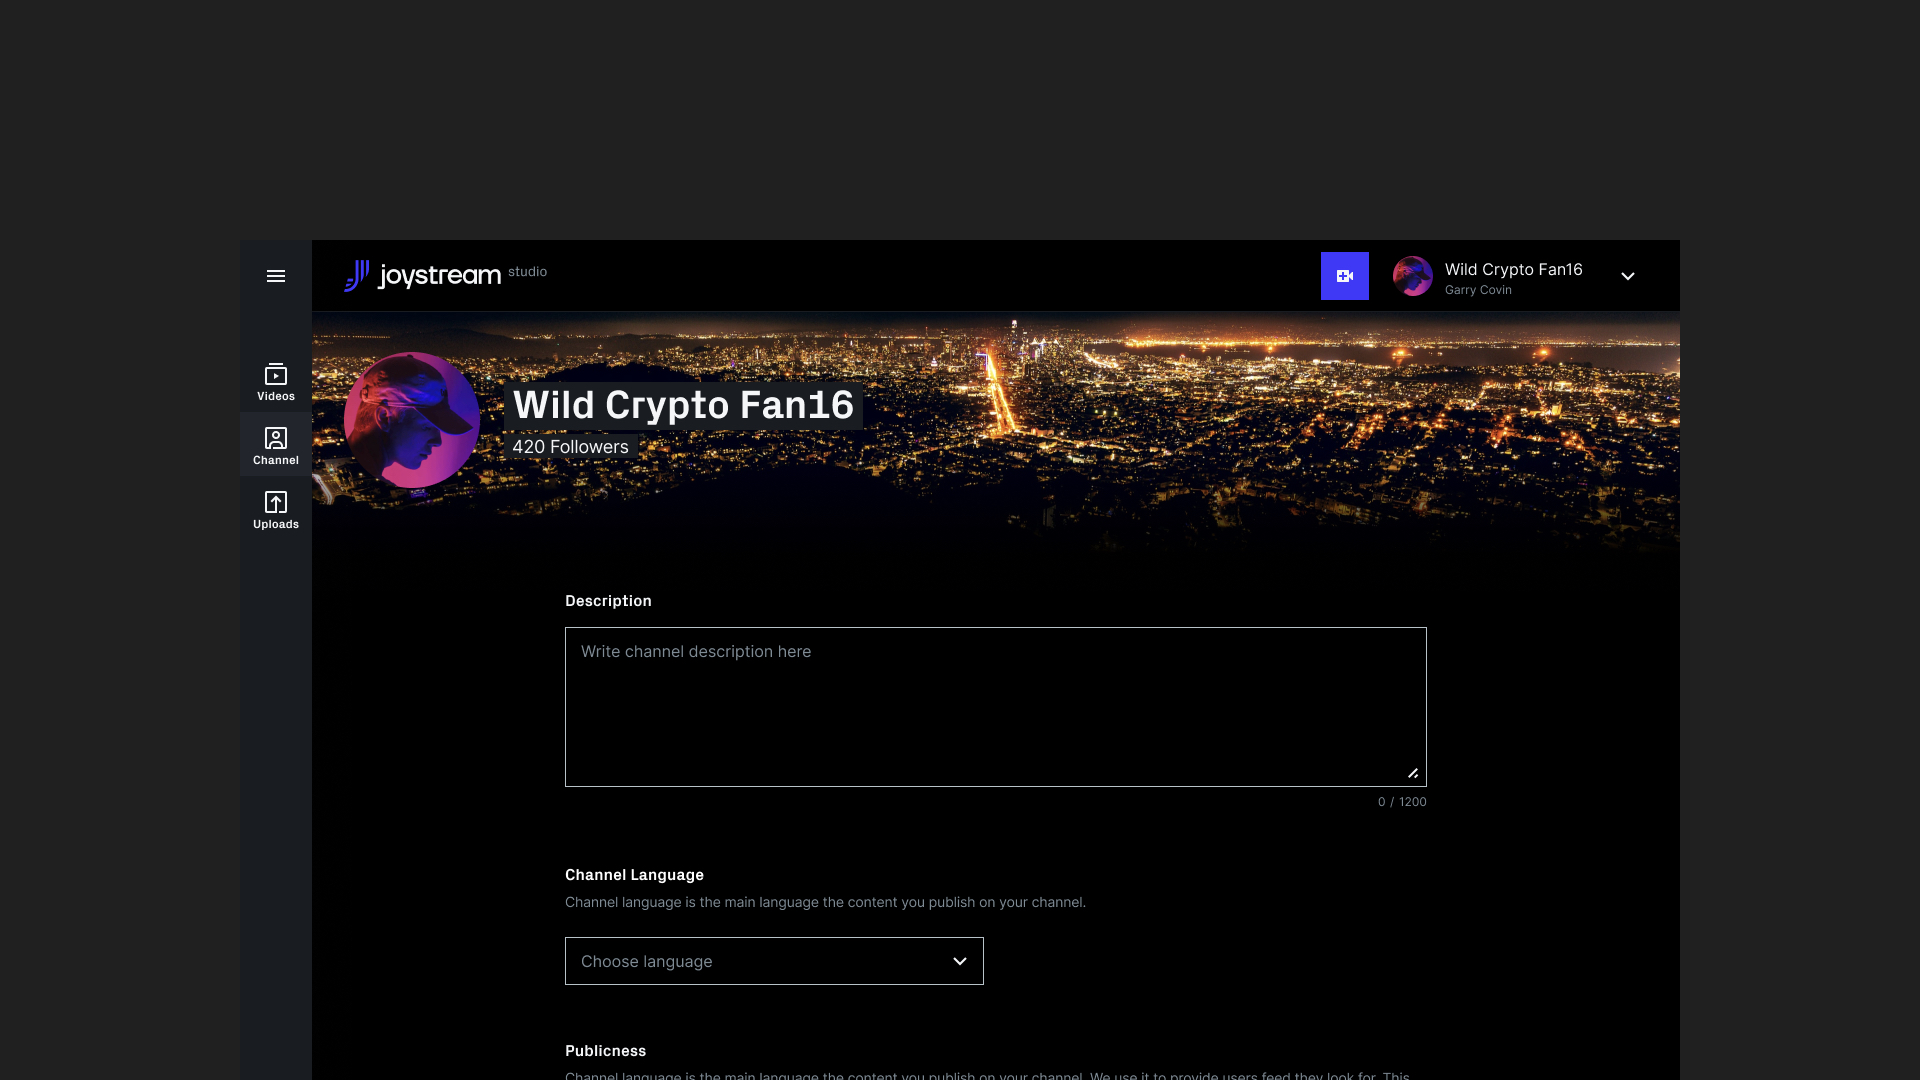 joystream studio
Wild Crypto Fan16
Garry Covin
Videos
Channel
Uploads
Wild Crypto Fan16
420 Followers
Description
Write channel description here
0 / 1200
Channel Language
Channel language is the main language the content you publish on your channel.
Choose language
Publicness
Channel language is the main language the content you publish on your channel. We use it to provide users feed they look for. This